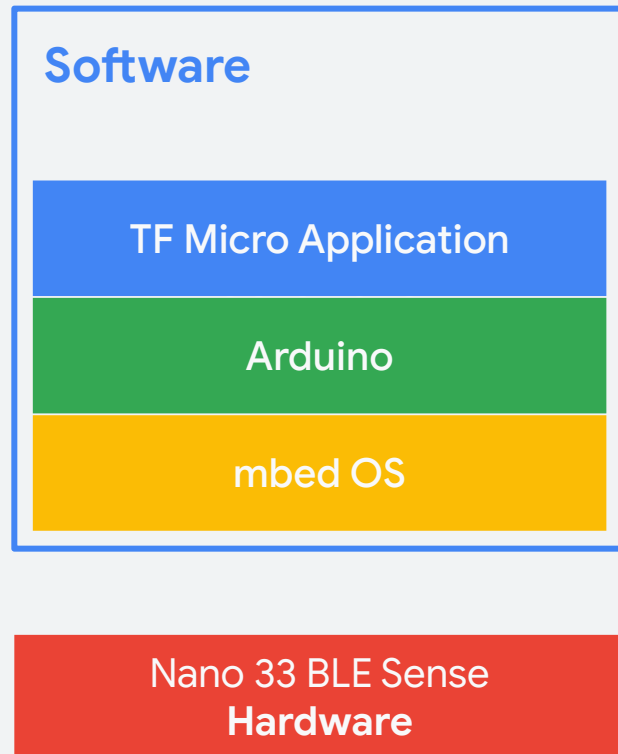 Software
TF Micro Application
Arduino
mbed OS
Nano 33 BLE Sense
Hardware